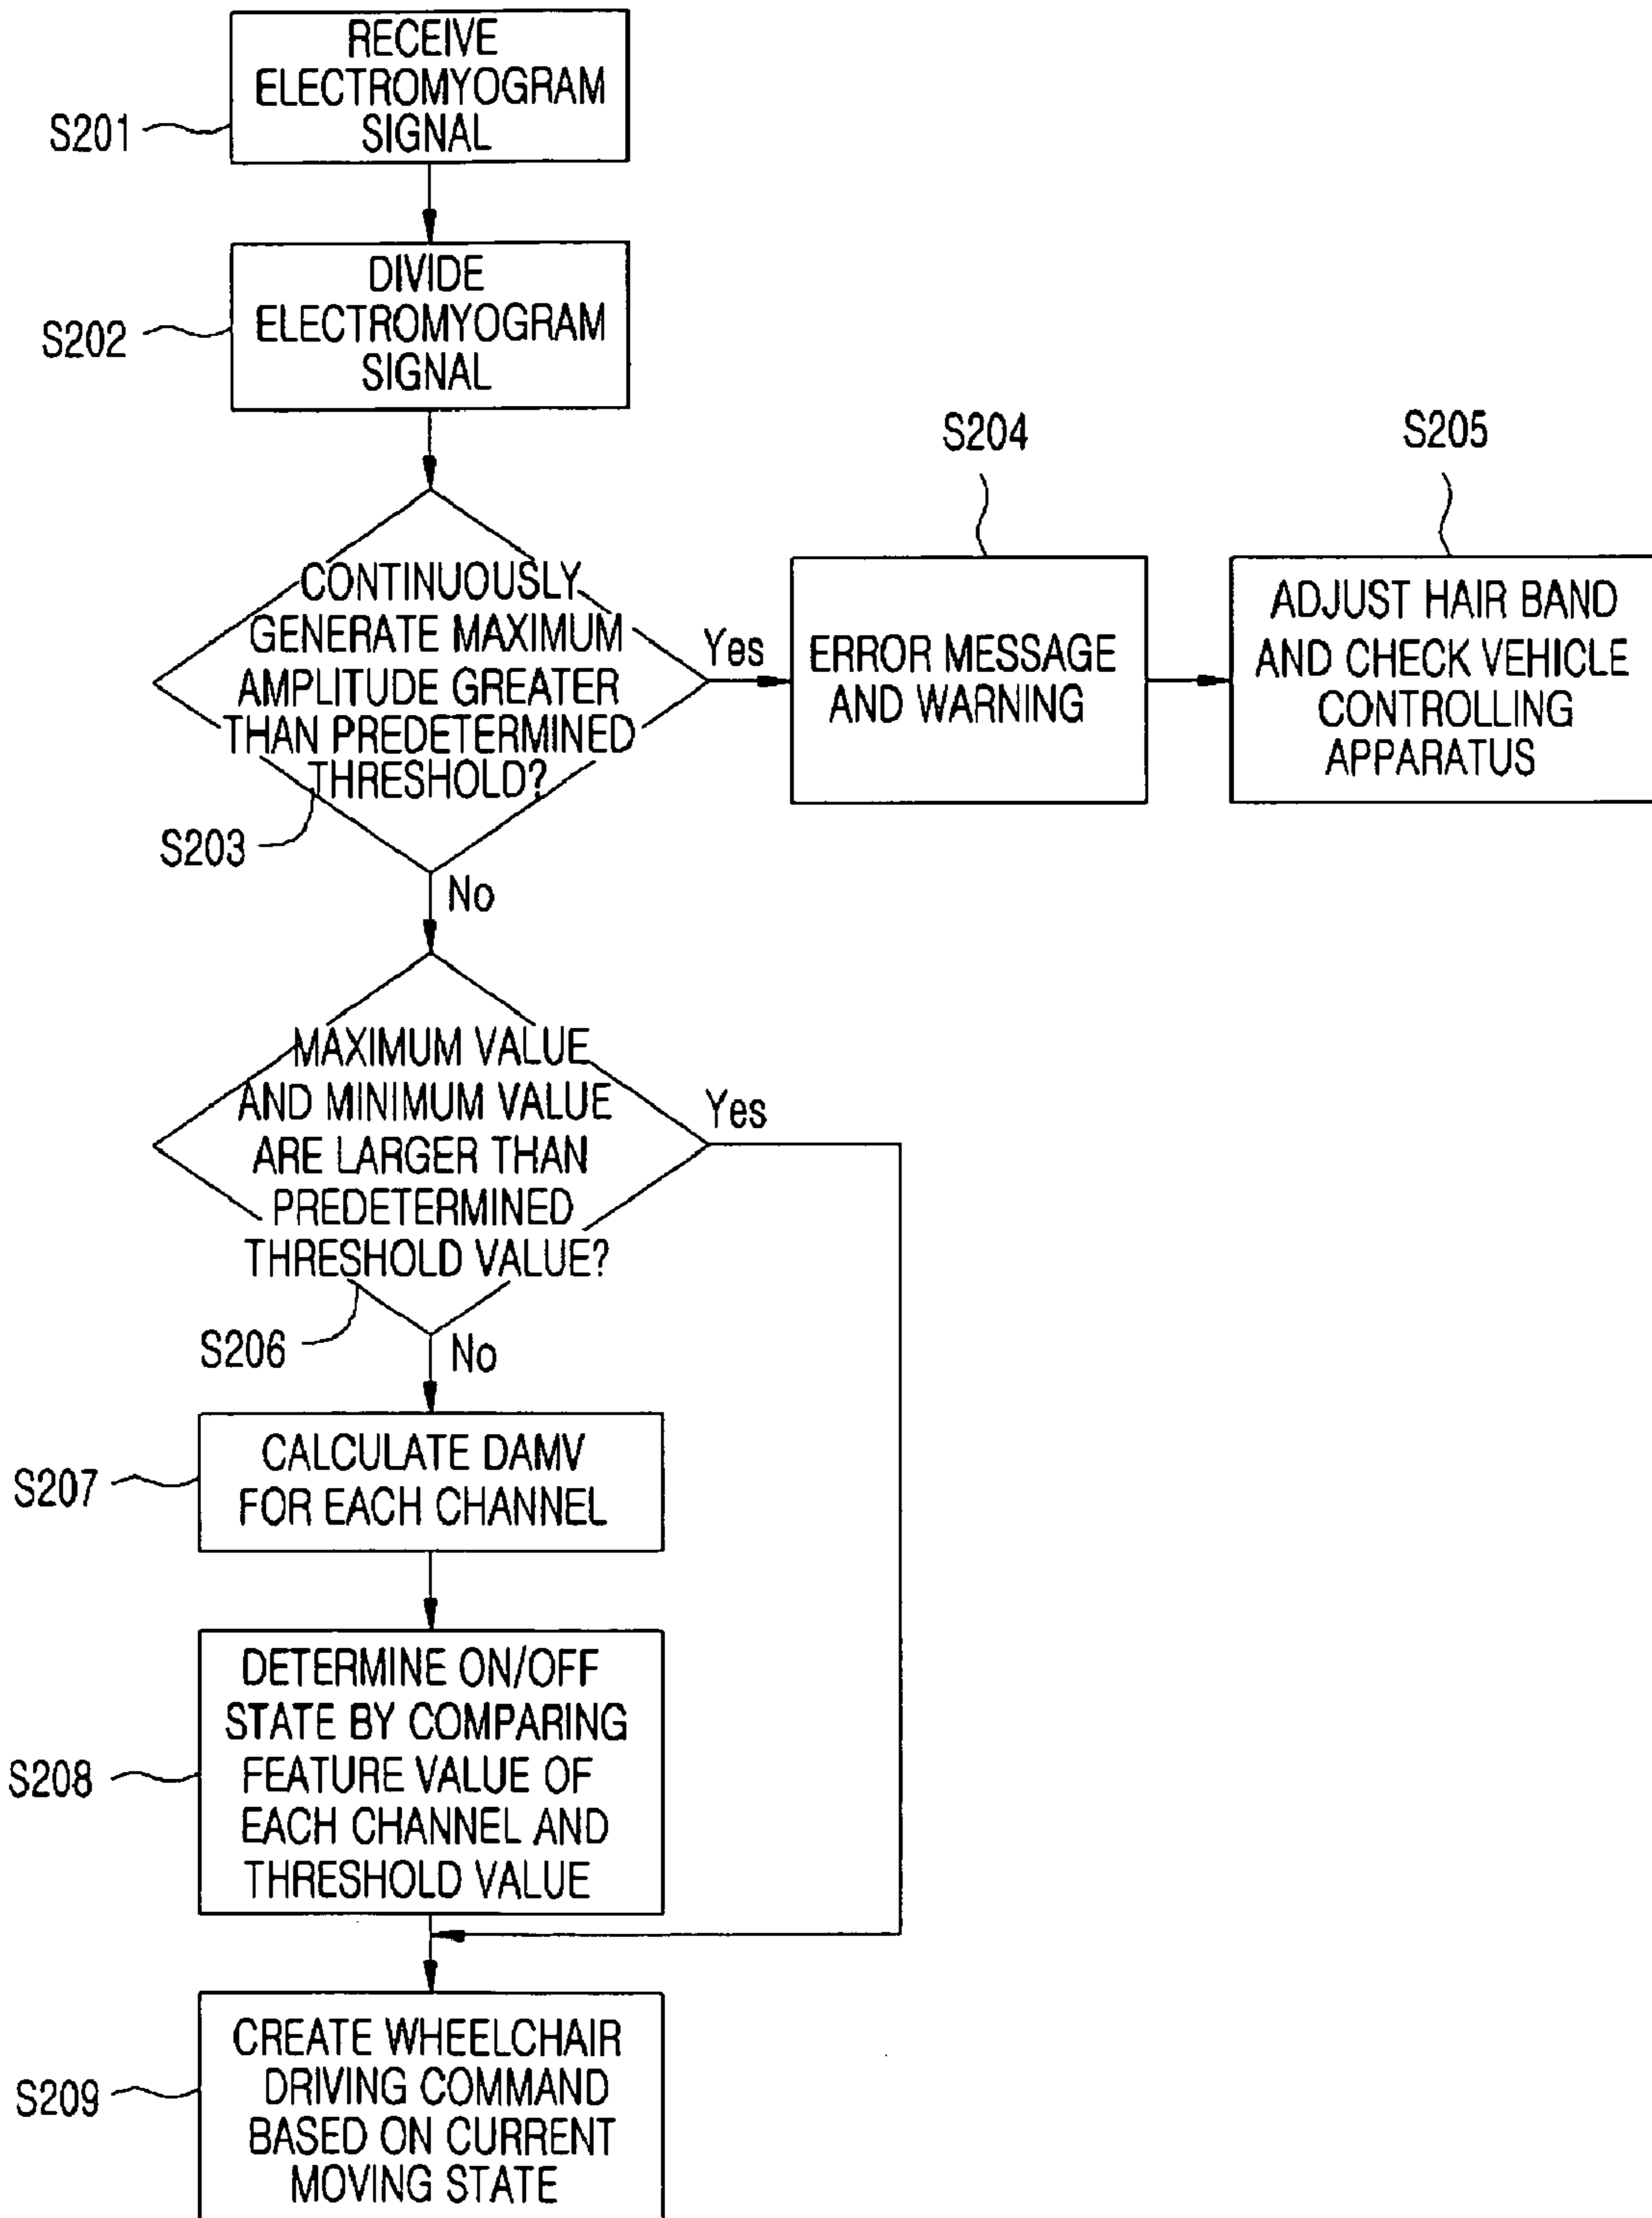 RECEIVE
ELECTROMYOGRAM
SIGNAL
S201
DIVIDE
ELECTROMYOGRAM
SIGNAL
S202
CONTINUOUSLY
GENERATE MAXIMUM
AMPLITUDE GREATER
THAN PREDETERMINED
THRESHOLD?
S203
Yes
No
S204
ERROR MESSAGE
AND WARNING
S205
ADJUST HAIR BAND
AND CHECK VEHICLE
CONTROLLING
APPARATUS
MAXIMUM VALUE
AND MINIMUM VALUE
ARE LARGER THAN
PREDETERMINED
THRESHOLD VALUE?
Yes
S206
No
CALCULATE DAMV
FOR EACH CHANNEL
S207
DETERMINE ON/OFF
STATE BY COMPARING
FEATURE VALUE OF
EACH CHANNEL AND
THRESHOLD VALUE
S208
CREATE WHEELCHAIR
DRIVING COMMAND
BASED ON CURRENT
MOVING STATE
S209